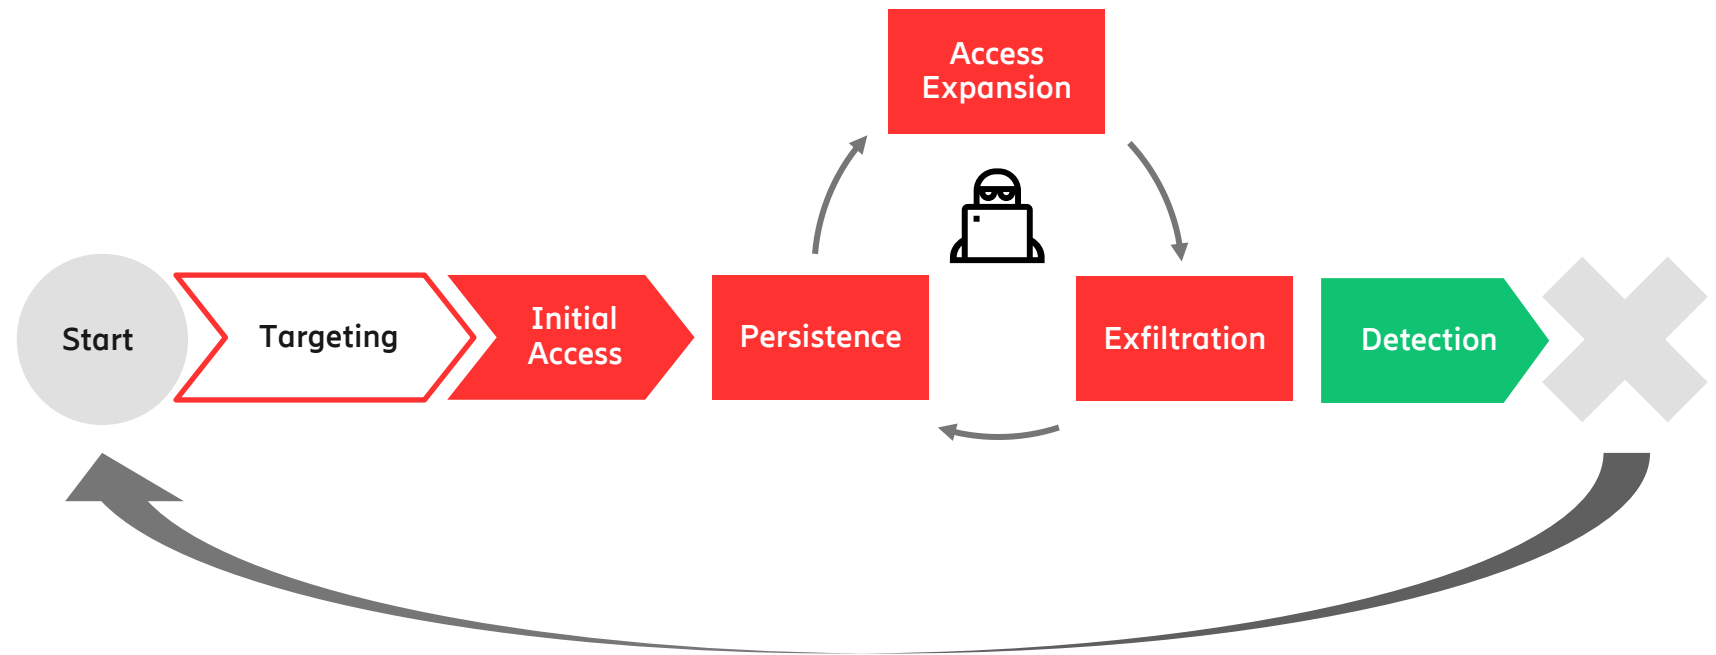 Start
Targeting
Initial
Access
Persistence
Access
Expansion
Exfiltration
Detection